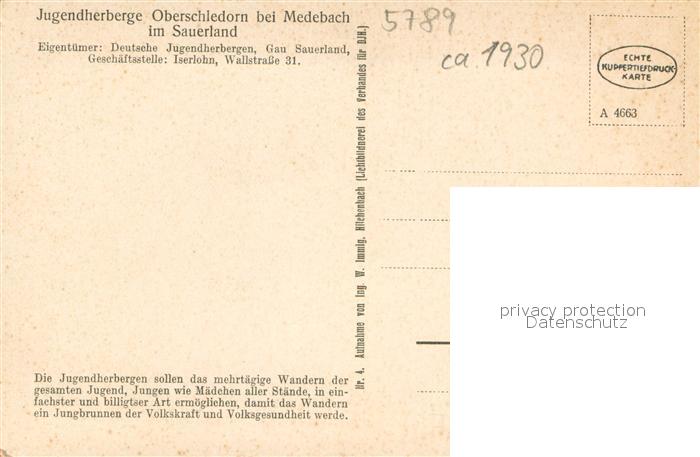 Jugendherberge Oberschledorn bei Medebach
im Sauerland
Eigentümer: Deutsche Jugendherbergen, Gau Sauerland,
Geschäftsstelle: Iserlohn, Wallstraße 31.
Die Jugendherbergen sollen das mehrtägige Wandern der
gesamten Jugend, Jungen wie Mädchen aller Stände, in ein-
fachster und billigtser Art ermöglichen, damit das Wandern
ein Jungbrunnen der Volkskraft und Volksgesundheit werde.
Nr. 4. Aufnahme von Ing. W. Immig, Hilchenbach (Lichtbildnerei des Verbandes für DJH.)
5789
ca 1930
ECHTE
KUPFERTIEFDRUCK-
KARTE
A 4663
privacy protection
Datenschutz